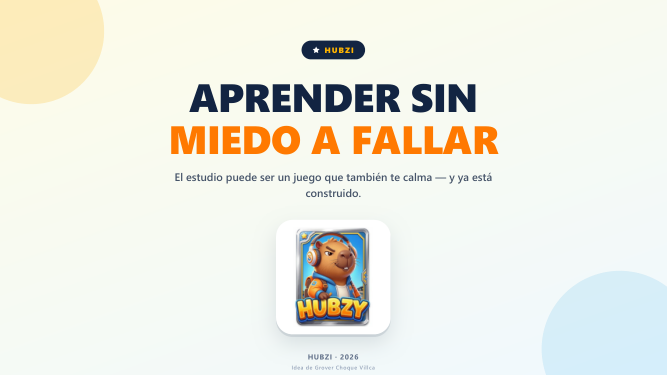 ★ HUBZI
APRENDER SIN
MIEDO A FALLAR
El estudio puede ser un juego que también te calma — y ya está
construido.
HUBZY
HUBZI · 2026
Idea de Grover Choque Villca